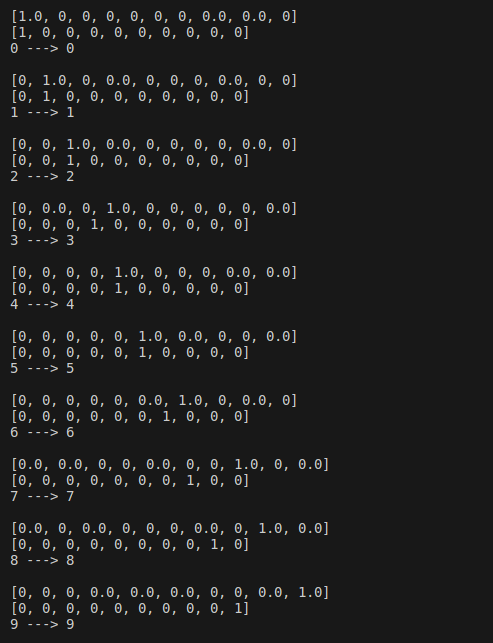 [1.0, 0, 0, 0, 0, 0, 0, 0.0, 0.0, 0]
[1, 0, 0, 0, 0, 0, 0, 0, 0, 0]
0 ---> 0
[0, 1.0, 0, 0.0, 0, 0, 0, 0.0, 0, 0]
[0, 1, 0, 0, 0, 0, 0, 0, 0, 0]
1 ---> 1
[0, 0, 1.0, 0.0, 0, 0, 0, 0, 0.0, 0]
[0, 0, 1, 0, 0, 0, 0, 0, 0, 0]
2 ---> 2
[0, 0.0, 0, 1.0, 0, 0, 0, 0, 0, 0.0]
[0, 0, 0, 1, 0, 0, 0, 0, 0, 0]
3 ---> 3
[0, 0, 0, 0, 1.0, 0, 0, 0, 0.0, 0.0]
[0, 0, 0, 0, 1, 0, 0, 0, 0, 0]
4 ---> 4
[0, 0, 0, 0, 0, 1.0, 0.0, 0, 0, 0.0]
[0, 0, 0, 0, 0, 1, 0, 0, 0, 0]
5 ---> 5
[0, 0, 0, 0, 0, 0.0, 1.0, 0, 0.0, 0]
[0, 0, 0, 0, 0, 0, 1, 0, 0, 0]
6 ---> 6
[0.0, 0.0, 0, 0, 0.0, 0, 0, 1.0, 0, 0.0]
[0, 0, 0, 0, 0, 0, 0, 1, 0, 0]
7 ---> 7
[0.0, 0, 0.0, 0, 0, 0, 0.0, 0, 1.0, 0.0]
[0, 0, 0, 0, 0, 0, 0, 0, 1, 0]
8 ---> 8
[0, 0, 0, 0.0, 0.0, 0.0, 0, 0, 0.0, 1.0]
[0, 0, 0, 0, 0, 0, 0, 0, 0, 1]
9 ---> 9